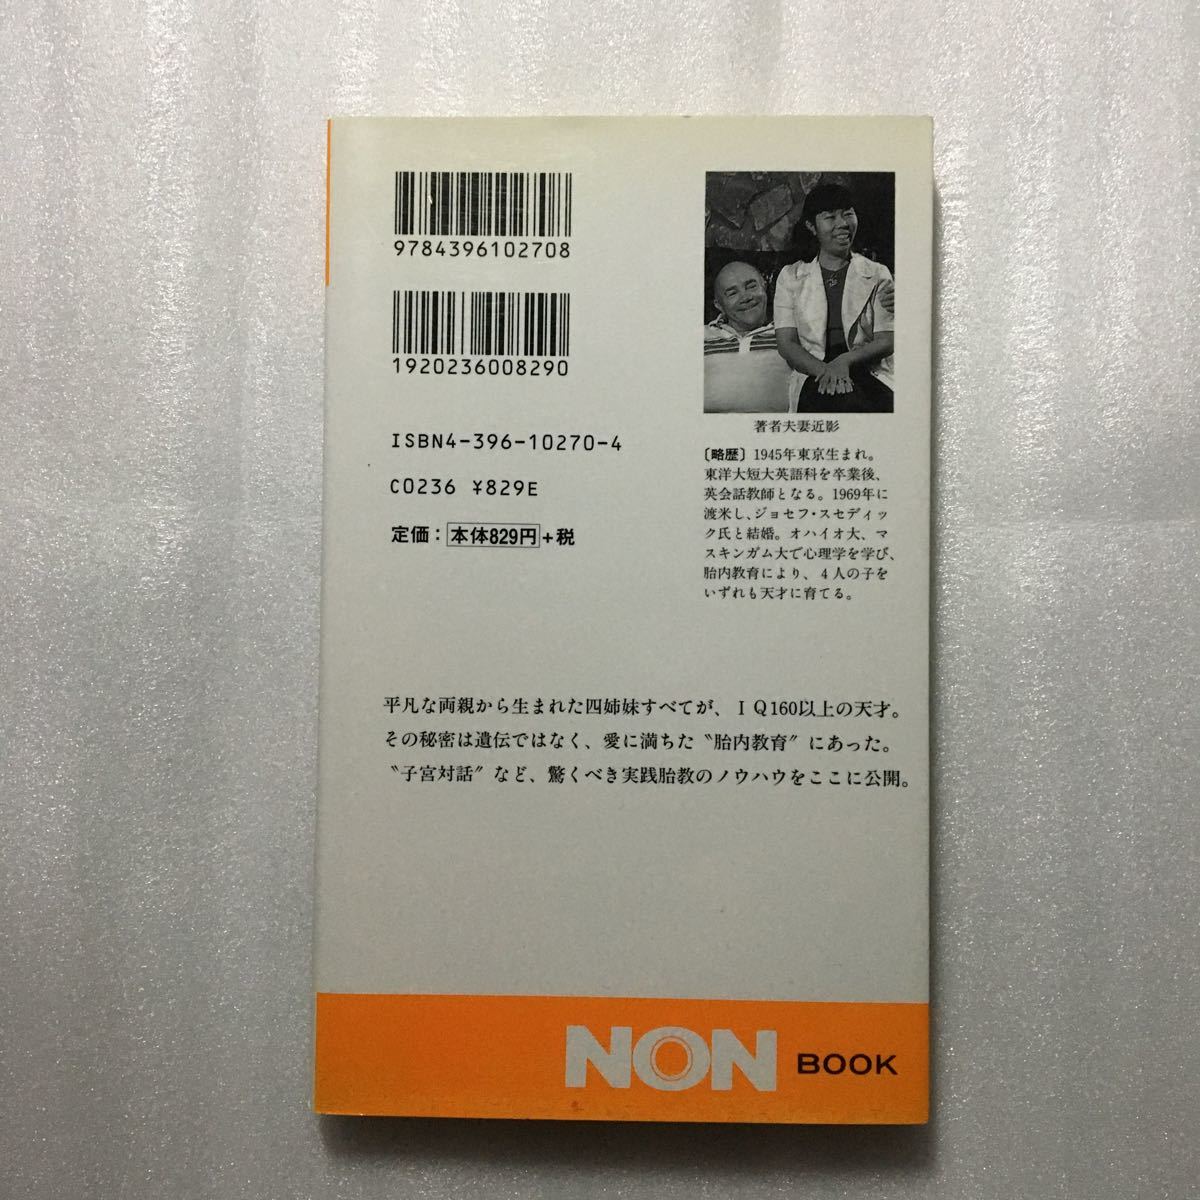 9784396102708
1920236008290
ISBN4-396-10270-4
C0236 ¥829E
定価：本体829円+税
著者夫妻近影
〔略歴〕1945年東京生まれ。
東洋大短大英語科を卒業後、
英会話教師となる。1969年に
渡米し、ジョセフ・スセディッ
ク氏と結婚。オハイオ大、マ
スキンガム大で心理学を学び、
胎内教育により、４人の子を
いずれも天才に育てる。
平凡な両親から生まれた四姉妹すべてが、ＩＱ160以上の天才。
その秘密は遺伝ではなく、愛に満ちた〝胎内教育〟にあった。
〝子宮対話〟など、驚くべき実践胎教のノウハウをここに公開。
NON BOOK